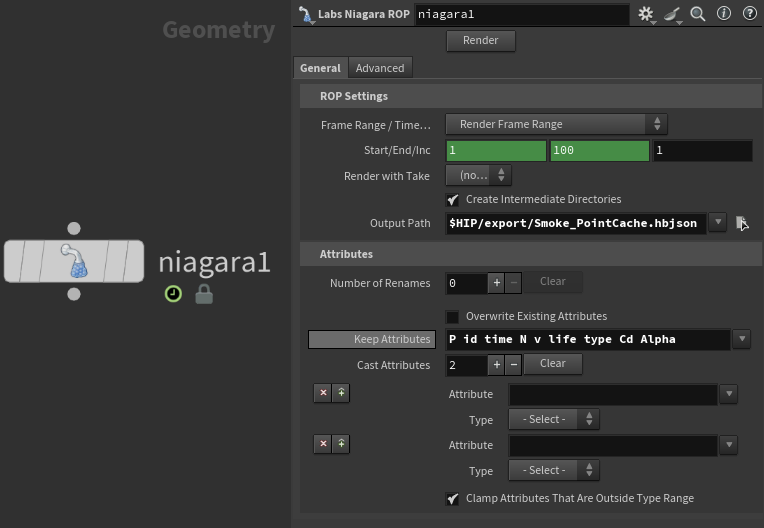 Geometry
niagara1
Labs Niagara ROP niagara1
Render
General Advanced
ROP Settings
Frame Range / Time… Render Frame Range
Start/End/Inc 1 100 1
Render with Take (no…
Create Intermediate Directories
Output Path $HIP/export/Smoke_PointCache.hbjson
Attributes
Number of Renames 0 + − Clear
Overwrite Existing Attributes
Keep Attributes P id time N v life type Cd Alpha
Cast Attributes 2 + − Clear
Attribute
Type - Select -
Attribute
Type - Select -
Clamp Attributes That Are Outside Type Range